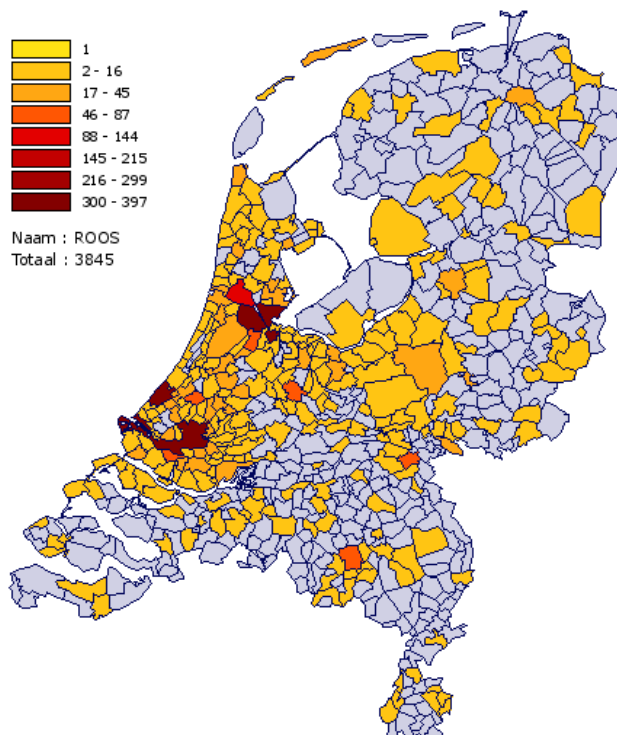 1
2 - 16
17 - 45
46 - 87
88 - 144
145 - 215
216 - 299
300 - 397
Naam : ROOS
Totaal : 3845